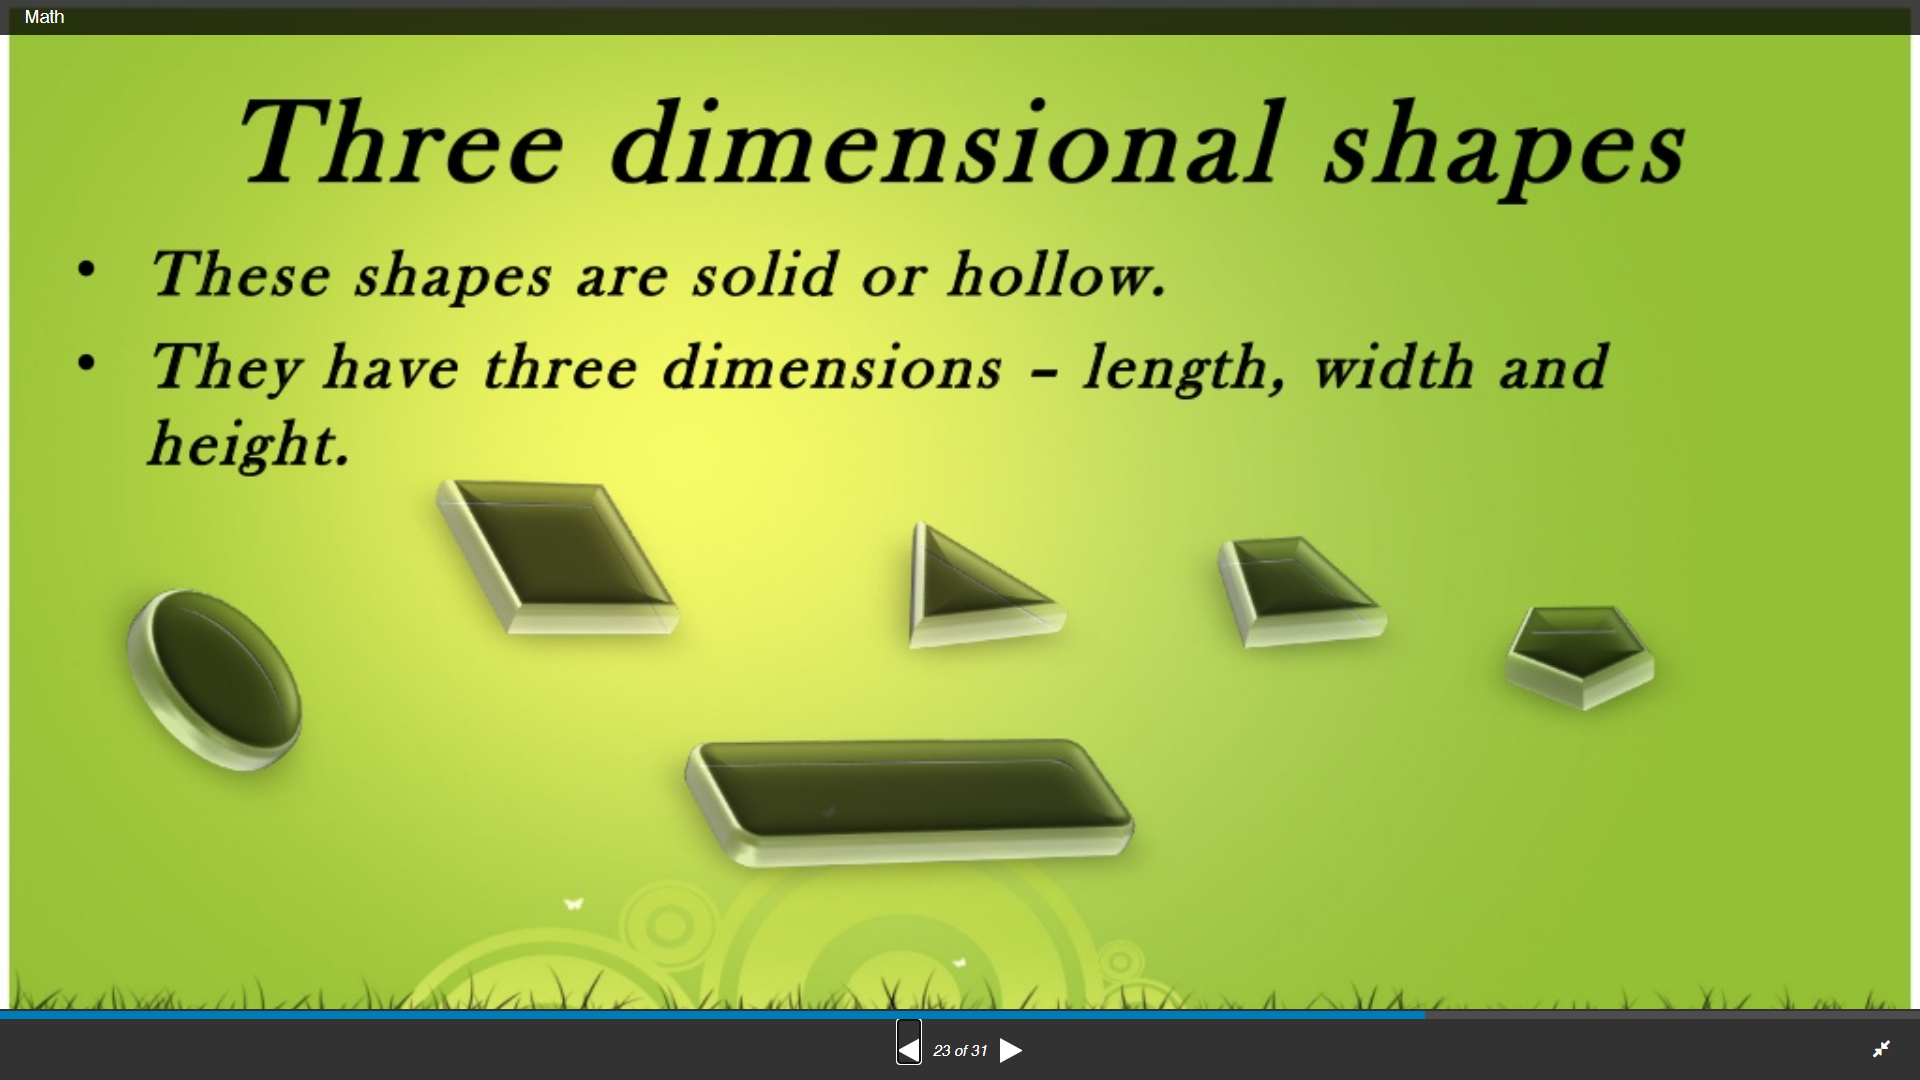 Math
Three dimensional shapes
• These shapes are solid or hollow.
• They have three dimensions – length, width and
height.
23 of 31